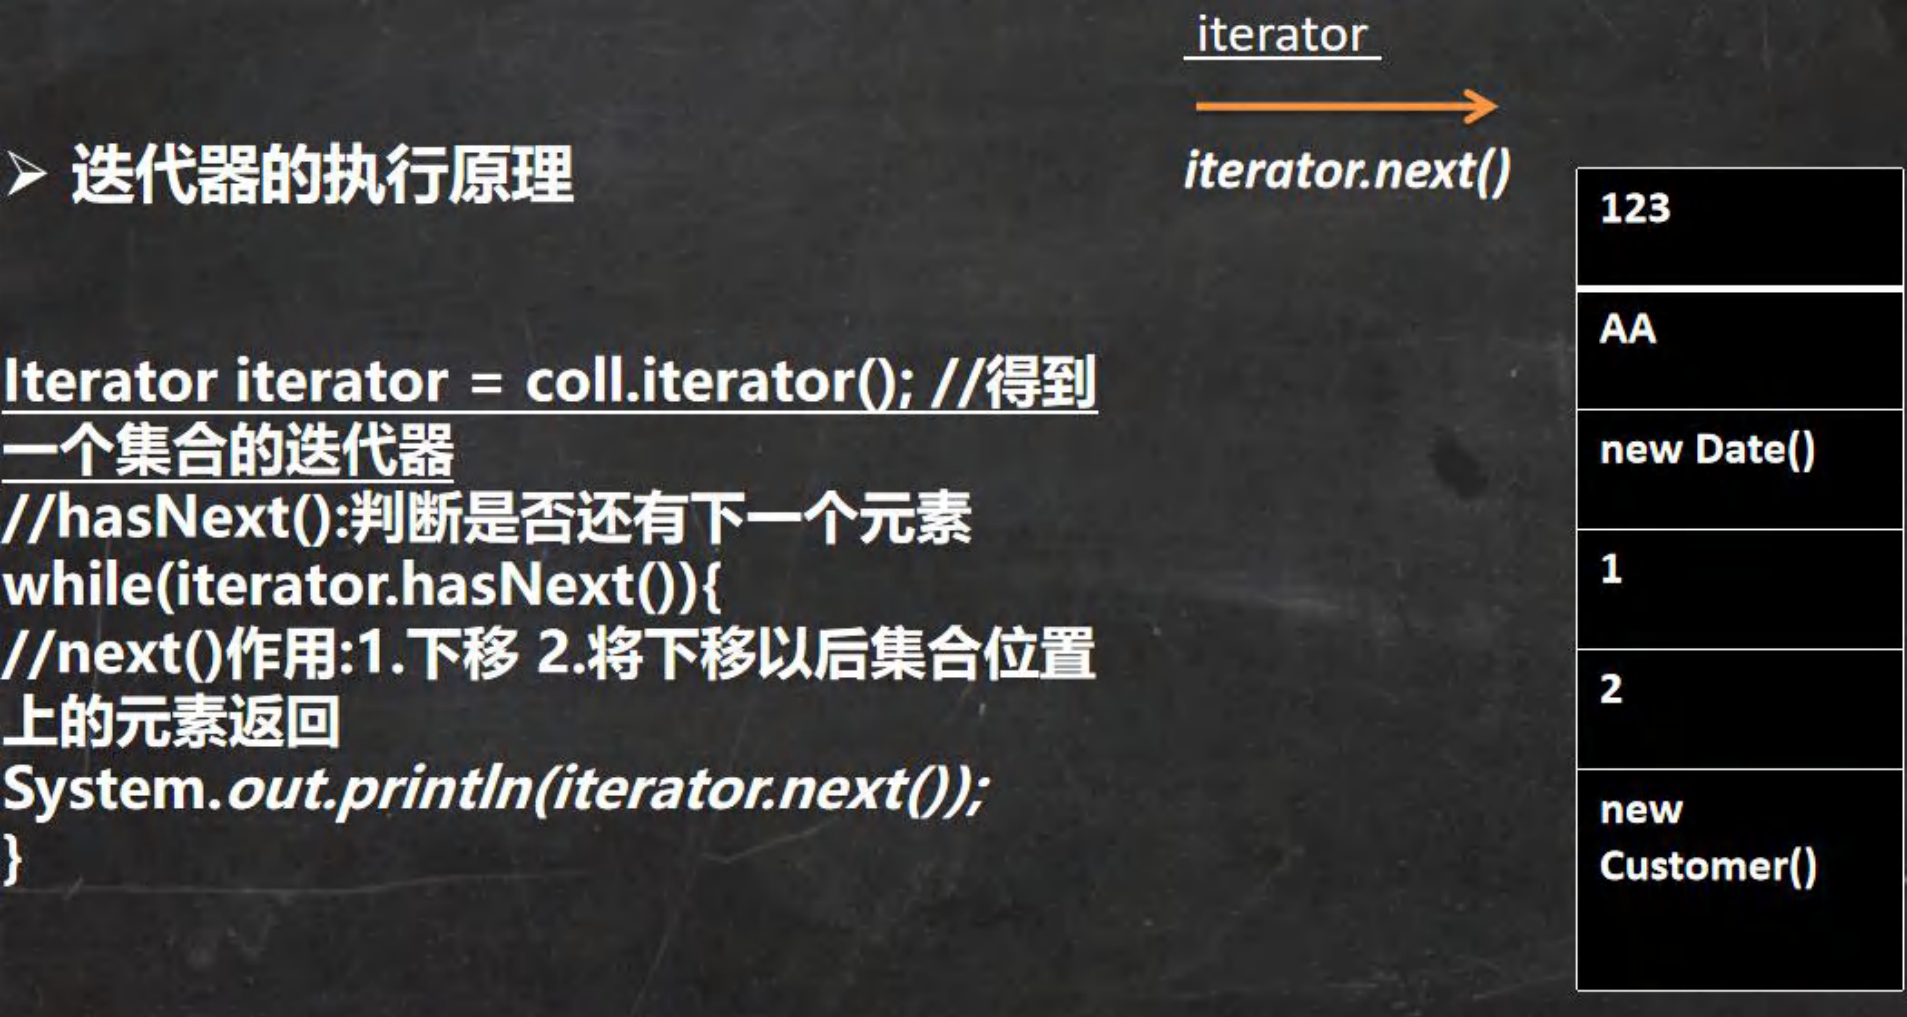 iterator
iterator.next()
迭代器的执行原理
Iterator iterator = coll.iterator(); //得到
一个集合的迭代器
//hasNext():判断是否还有下一个元素
while(iterator.hasNext()){
//next()作用:1.下移 2.将下移以后集合位置
上的元素返回
System.out.println(iterator.next());
}
123
AA
new Date()
1
2
new
Customer()